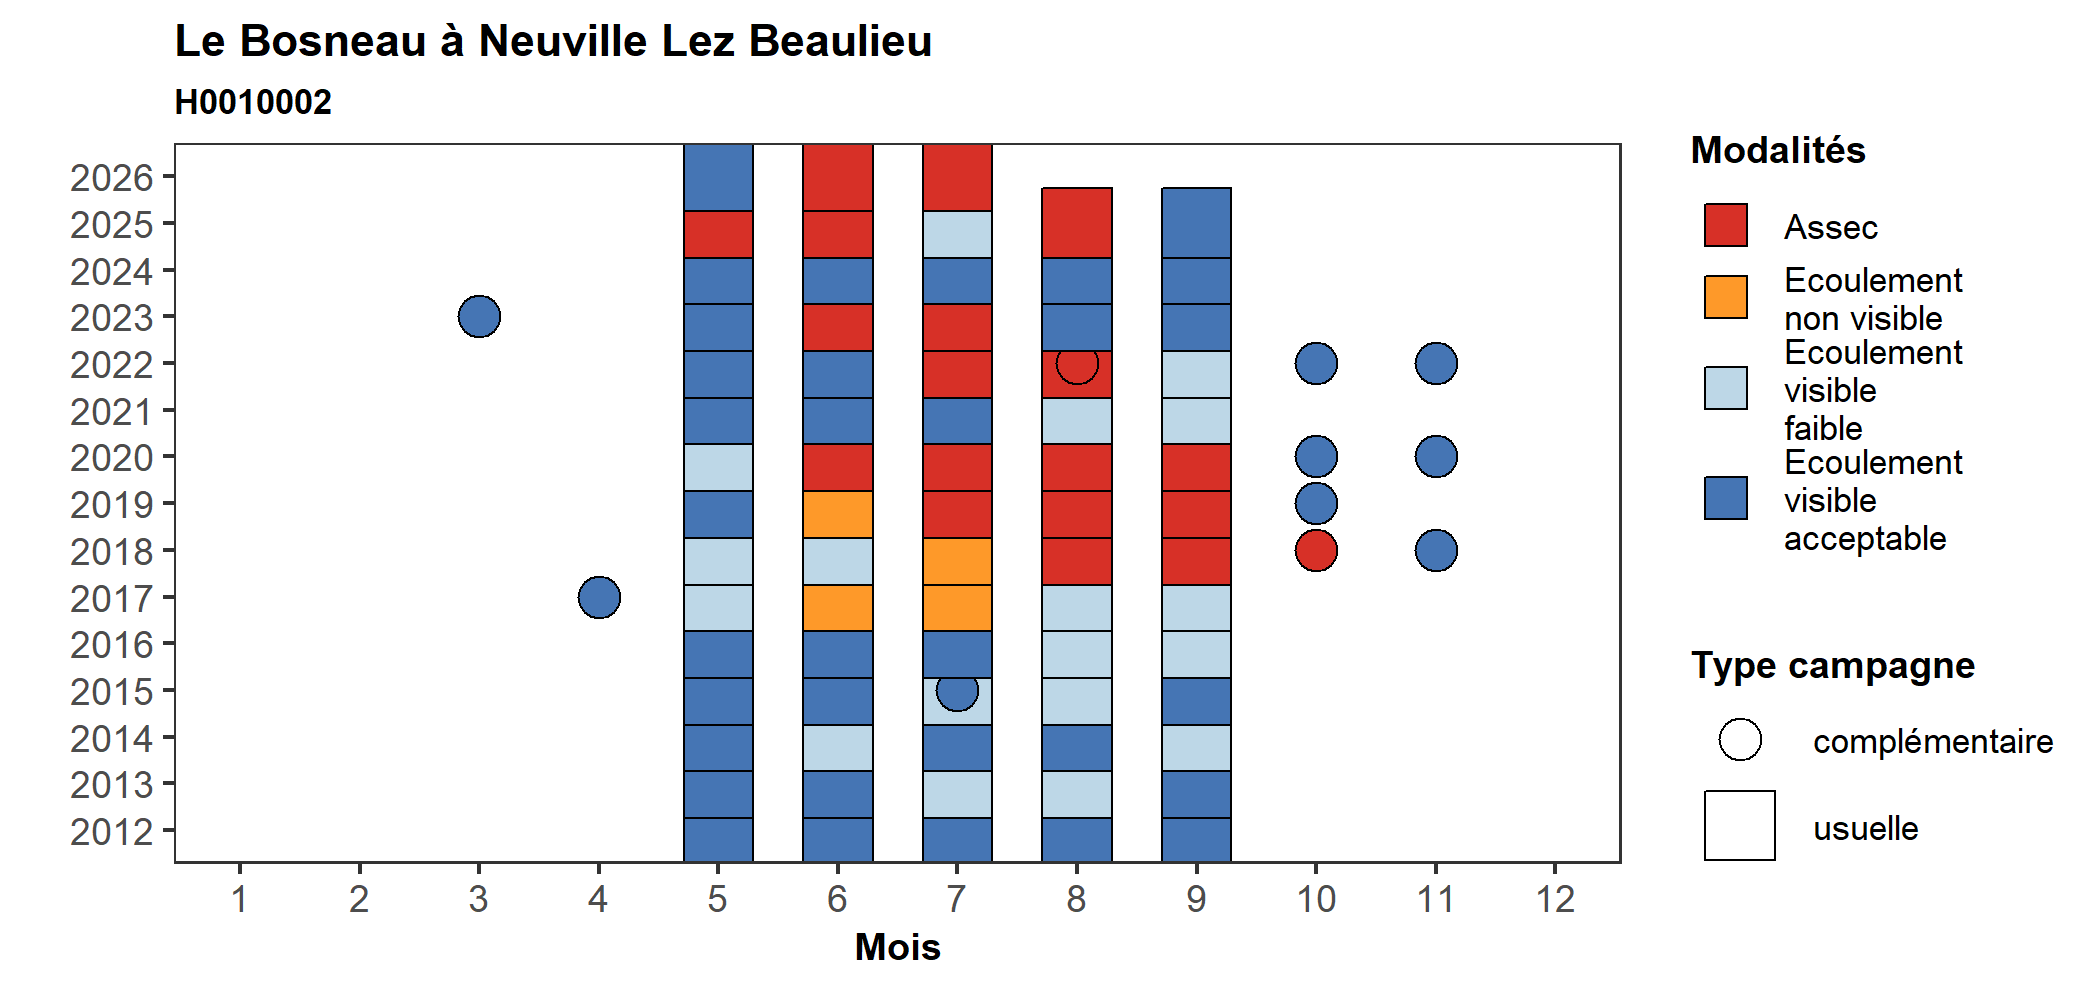 Le Bosneau à Neuville Lez Beaulieu
H0010002
2026
2025
2024
2023
2022
2021
2020
2019
2018
2017
2016
2015
2014
2013
2012
1 2 3 4 5 6 7 8 9 10 11 12
Mois
Modalités
Assec
Ecoulement
non visible
Ecoulement
visible
faible
Ecoulement
visible
acceptable
Type campagne
complémentaire
usuelle